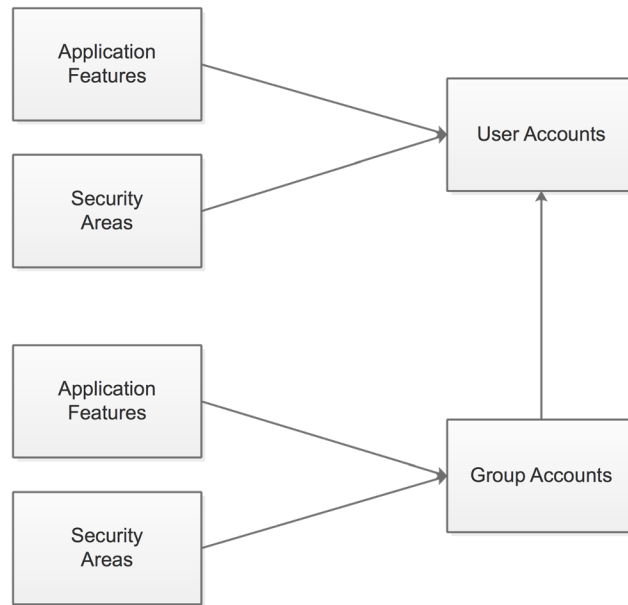 Application
Features
User Accounts
Security
Areas
Application
Features
Group Accounts
Security
Areas